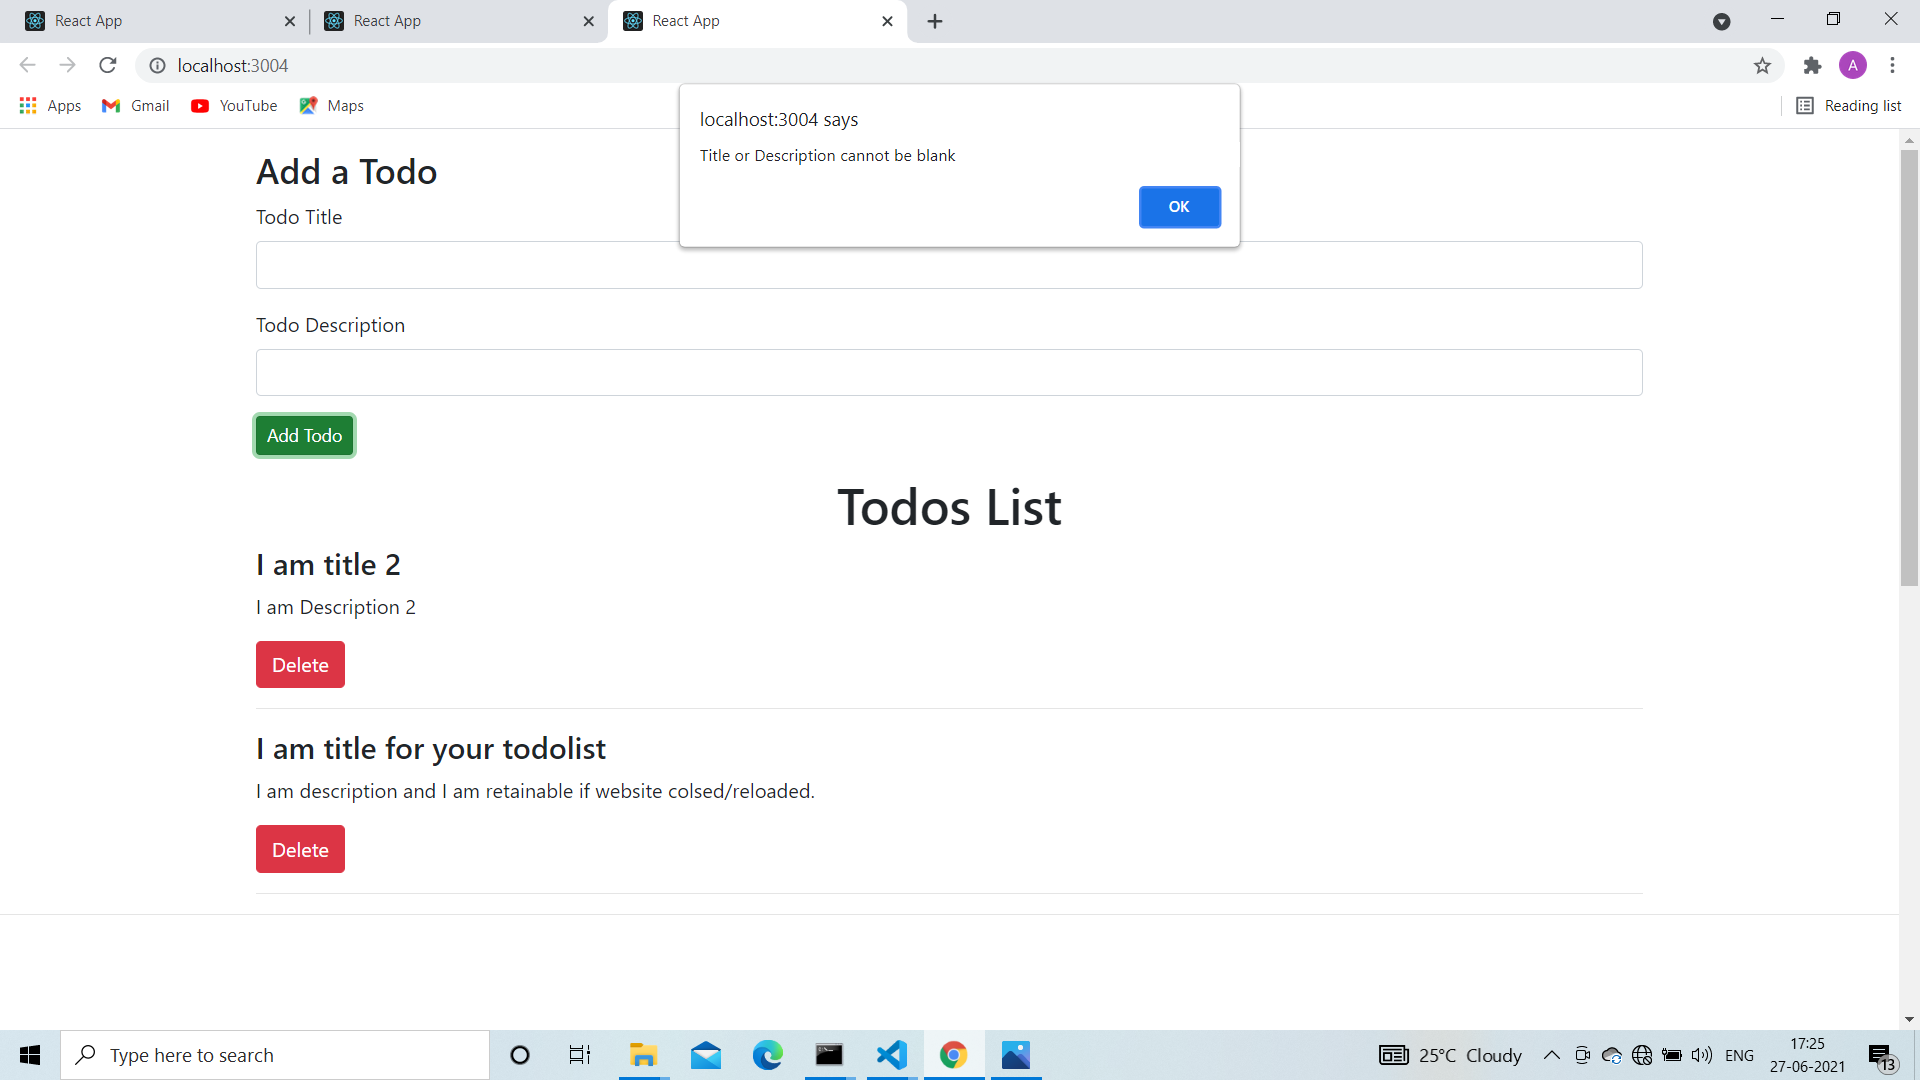 React App
React App
React App
localhost:3004
A
Apps
Gmail
YouTube
Maps
Reading list
localhost:3004 says
Title or Description cannot be blank
OK
Add a Todo
Todo Title
Todo Description
Add Todo
Todos List
I am title 2
I am Description 2
Delete
I am title for your todolist
I am description and I am retainable if website colsed/reloaded.
Delete
Type here to search
25°C Cloudy
ENG
17:25
27-06-2021
13